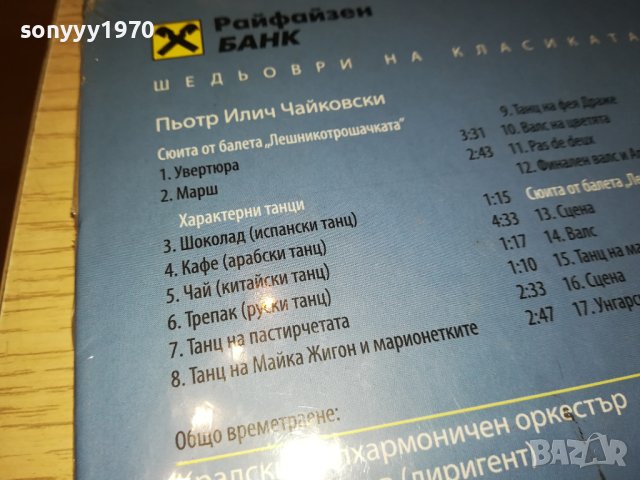 sonyyy1970
Райфайзен
БАНК
ШЕДЬОВРИ НА КЛАСИКАТА
Пьотр Илич Чайковски
Сюита от балета „Лешникотрошачката"
1. Увертюра 3:31
2. Марш 2:43
Характерни танци
3. Шоколад (испански танц) 1:15
4. Кафе (арабски танц) 4:33
5. Чай (китайски танц) 1:17
6. Трепак (руски танц) 1:10
7. Танц на пастирчетата 2:33
8. Танц на Майка Жигон и марионетките 2:47
9. Танц на фея Драже
10. Валс на цветята
11. Pas de deux
12. Финален валс и
Сюита от балета
13. Сцена
14. Валс
15. Танц на
16. Сцена
17. Унгарс
Общо времетраене:
оркестър
(диригент)
BAZAR